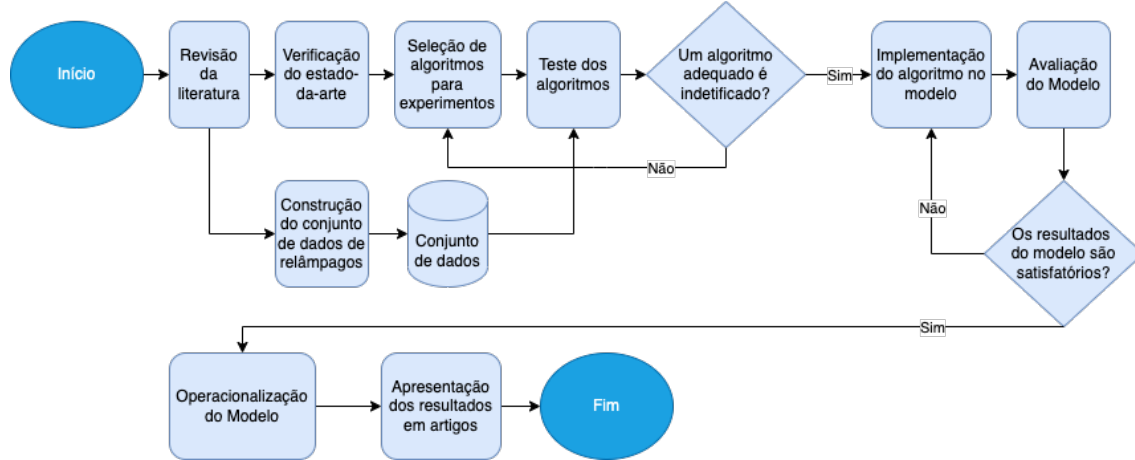 Início
Revisão
da
literatura
Verificação
do estado-
da-arte
Seleção de
algoritmos
para
experimentos
Teste dos
algoritmos
Um algoritmo
adequado é
indetificado?
Sim
Implementação
do algoritmo no
modelo
Avaliação
do Modelo
Não
Construção
do conjunto
de dados de
relâmpagos
Conjunto
de dados
Não
Os resultados
do modelo são
satisfatórios?
Sim
Operacionalização
do Modelo
Apresentação
dos resultados
em artigos
Fim